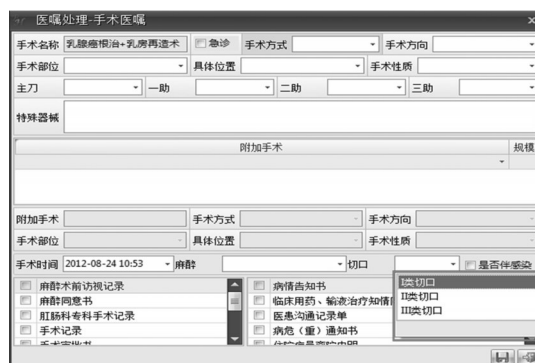 医嘱处理-手术医嘱
手术名称 乳腺癌根治+乳房再造术 急诊 手术方式 手术方向
手术部位 具体位置 手术性质
主刀 一助 二助 三助
特殊器械
附加手术 规模
附加手术 手术方式 手术方向
手术部位 具体位置 手术性质
手术时间 2012-08-24 10:53 麻醉 切口 是否伴感染
麻醉术前访视记录 病情告知书 I类切口
麻醉同意书 临床用药、输液治疗知情 II类切口
肛肠科专科手术记录 医患沟通记录单 III类切口
手术记录 病危（重）通知书
手术审批书